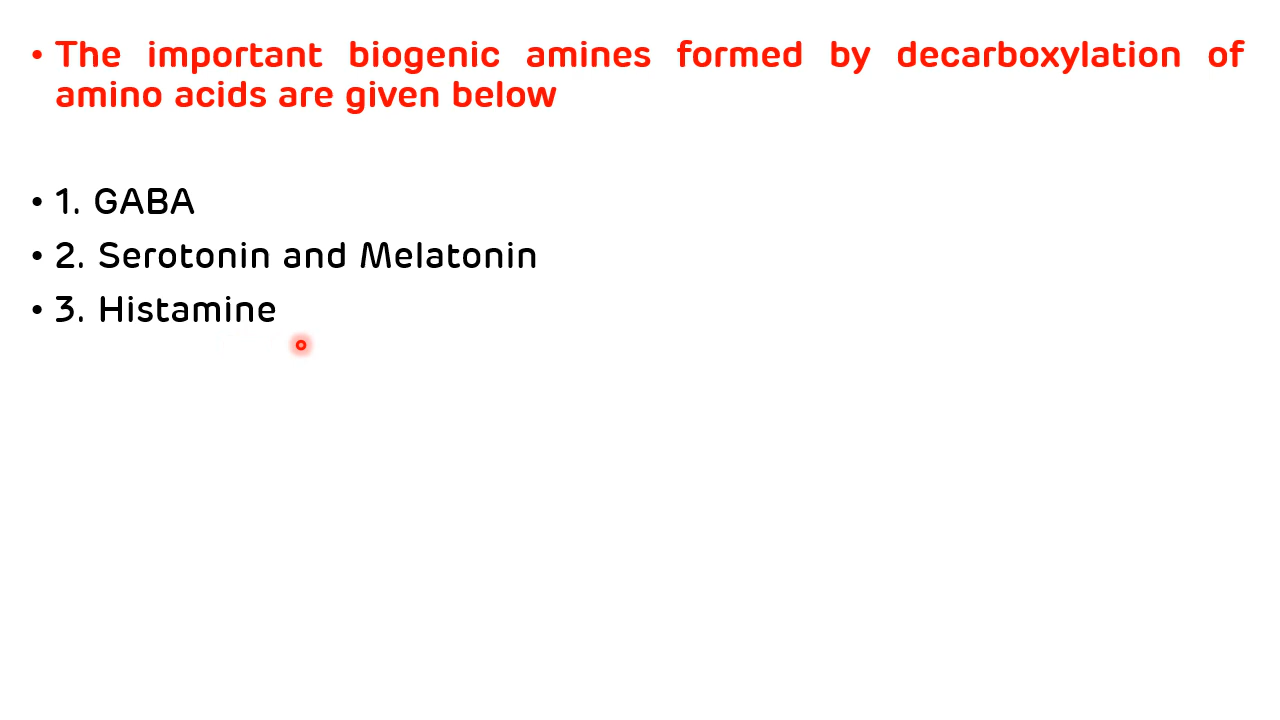 • The important biogenic amines formed by decarboxylation of
amino acids are given below
• 1. GABA
• 2. Serotonin and Melatonin
• 3. Histamine